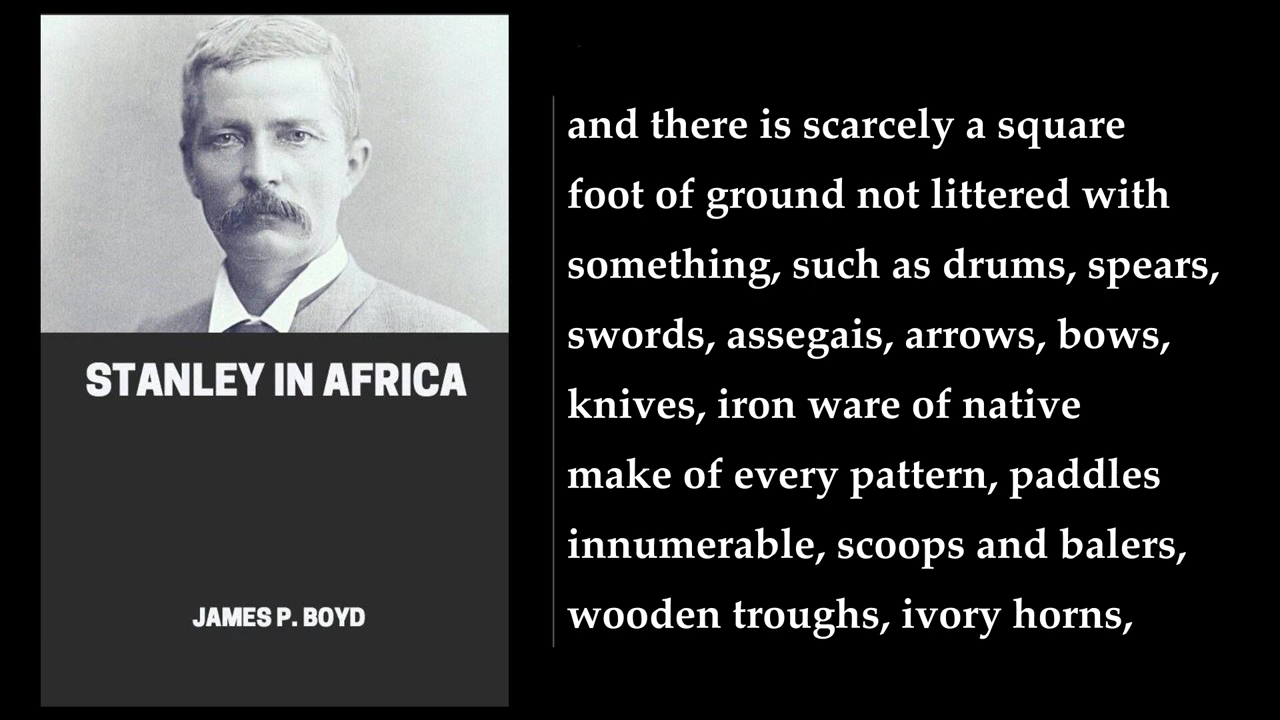 STANLEY IN AFRICA
JAMES P. BOYD
and there is scarcely a square
foot of ground not littered with
something, such as drums, spears,
swords, assegais, arrows, bows,
knives, iron ware of native
make of every pattern, paddles
innumerable, scoops and balers,
wooden troughs, ivory horns,